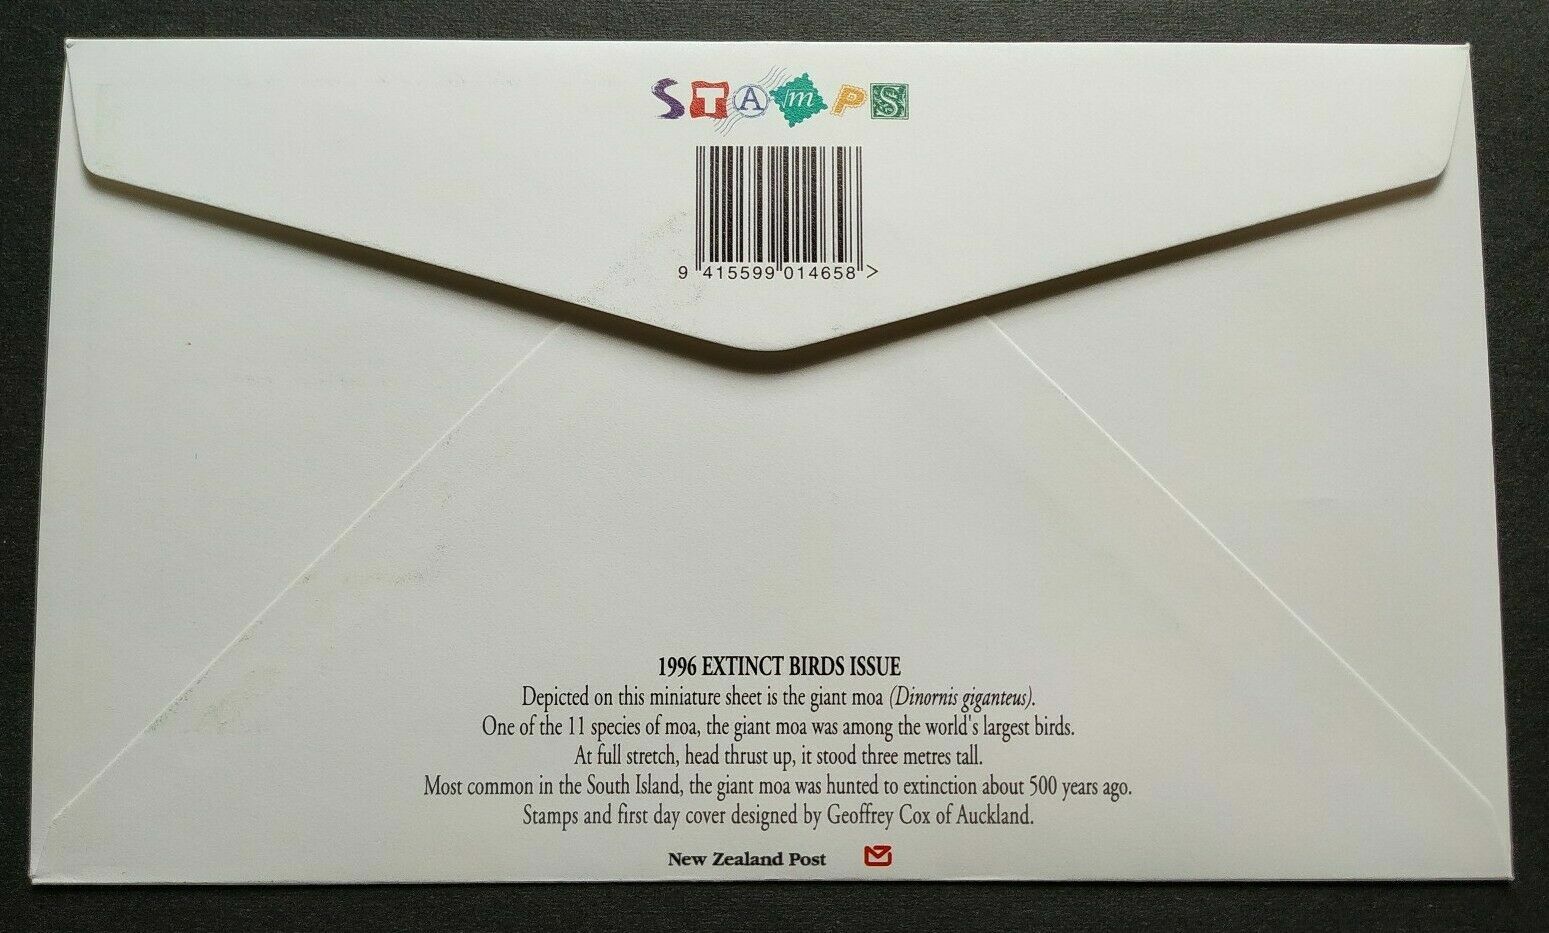 STAmPS
9 415599 014658 >
1996 EXTINCT BIRDS ISSUE
Depicted on this miniature sheet is the giant moa (Dinornis giganteus).
One of the 11 species of moa, the giant moa was among the world's largest birds.
At full stretch, head thrust up, it stood three metres tall.
Most common in the South Island, the giant moa was hunted to extinction about 500 years ago.
Stamps and first day cover designed by Geoffrey Cox of Auckland.
New Zealand Post